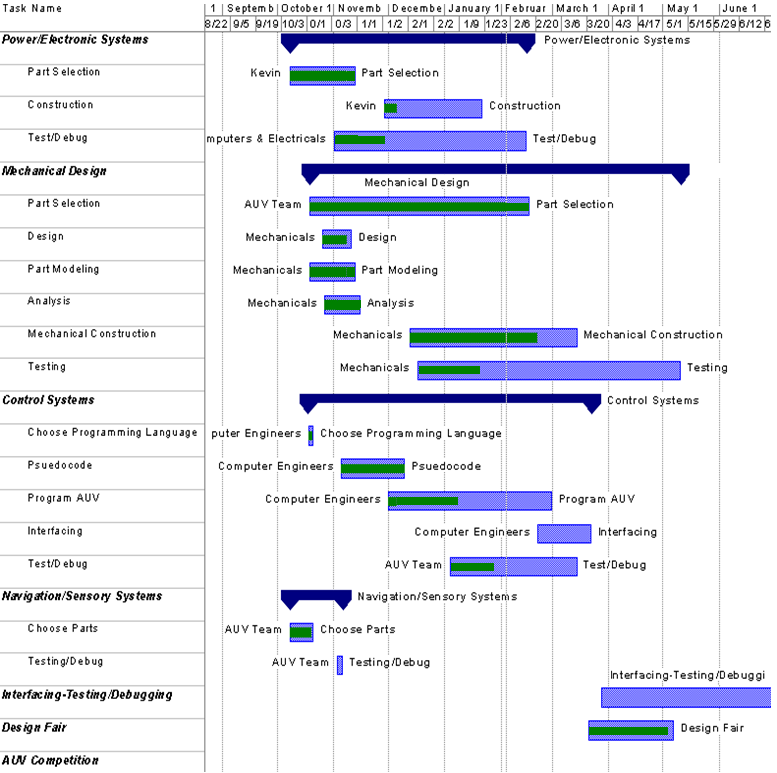 Task Name 1 Septemb October 1 Novemb Decembe January 1 Februar March 1 April 1 May 1 June 1
8/22 9/5 9/19 10/3 0/1 0/3 1/1 1/2 2/1 1/9 1/23 2/6 2/20 3/6 3/20 4/3 4/17 5/1 5/15 5/29 6/12 6
Power/Electronic Systems Power/Electronic Systems
Part Selection Kevin Part Selection
Construction Kevin Construction
Test/Debug mputers & Electricals Test/Debug
Mechanical Design
Mechanical Design
Part Selection AUV Team Part Selection
Design Mechanicals Design
Part Modeling Mechanicals Part Modeling
Analysis Mechanicals Analysis
Mechanical Construction Mechanicals Mechanical Construction
Testing Mechanicals Testing
Control Systems Control Systems
Choose Programming Language puter Engineers Choose Programming Language
Psuedocode Computer Engineers Psuedocode
Program AUV Computer Engineers Program AUV
Interfacing Computer Engineers Interfacing
Test/Debug AUV Team Test/Debug
Navigation/Sensory Systems Navigation/Sensory Systems
Choose Parts AUV Team Choose Parts
Testing/Debug AUV Team Testing/Debug
Interfacing-Testing/Debuggi
Interfacing-Testing/Debugging
Design Fair Design Fair
AUV Competition